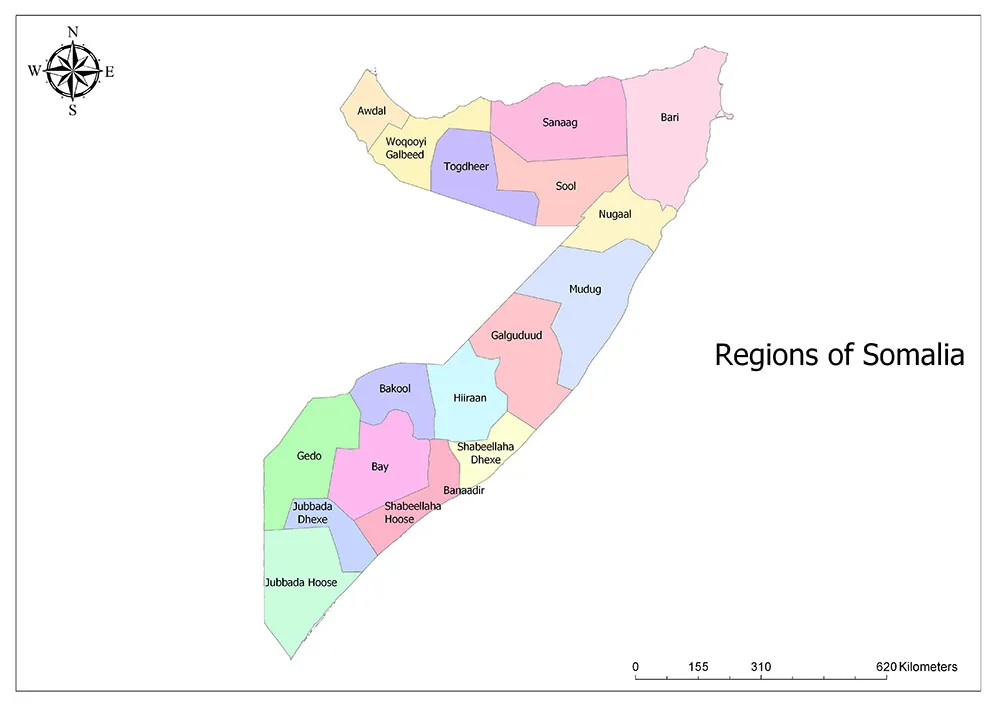 N
W
E
S
Awdal
Woqooyi
Galbeed
Togdheer
Sanaag
Bari
Sool
Nugaal
Mudug
Galguduud
Bakool
Hiiraan
Gedo
Bay
Shabeellaha
Dhexe
Banaadir
Shabeellaha
Hoose
Jubbada
Dhexe
Jubbada Hoose
Regions of Somalia
0 155 310 620 Kilometers